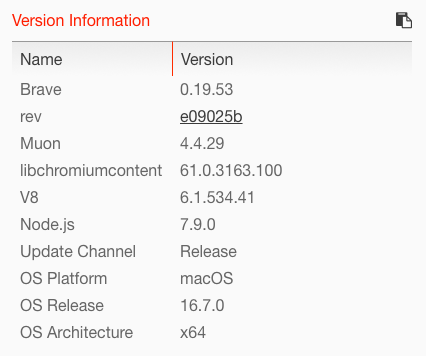 Version Information
Name Version
Brave 0.19.53
rev e09025b
Muon 4.4.29
libchromiumcontent 61.0.3163.100
V8 6.1.534.41
Node.js 7.9.0
Update Channel Release
OS Platform macOS
OS Release 16.7.0
OS Architecture x64